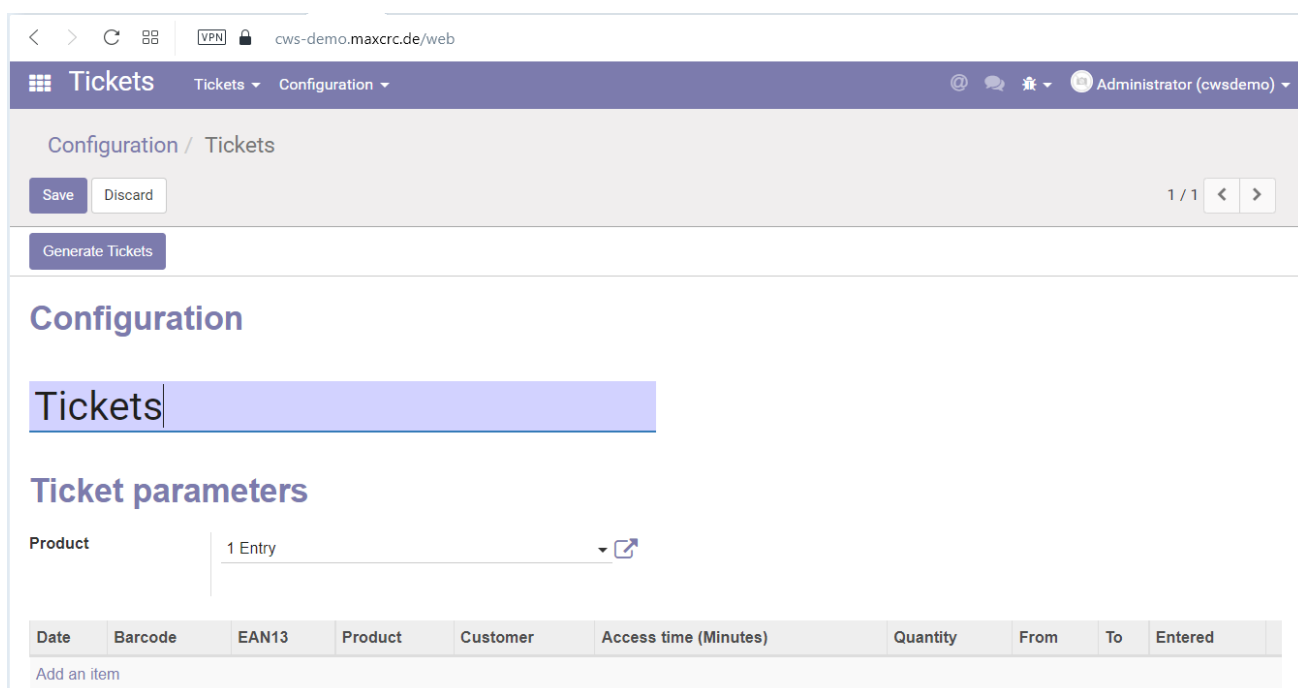 VPN cws-demo.maxcrc.de/web
Tickets Tickets Configuration @ Administrator (cwsdemo)
Configuration / Tickets
Save Discard 1 / 1
Generate Tickets
Configuration
Tickets
Ticket parameters
Product 1 Entry
Date Barcode EAN13 Product Customer Access time (Minutes) Quantity From To Entered
Add an item